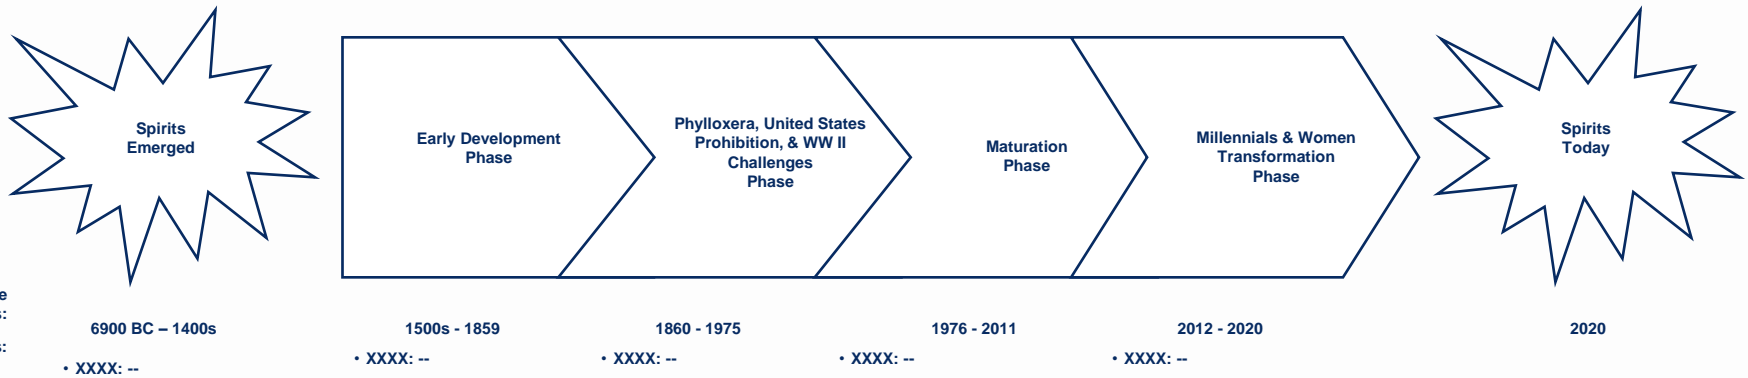 Spirits
Emerged
Early Development
Phase
Phylloxera, United States
Prohibition, & WW II
Challenges
Phase
Maturation
Phase
Millennials & Women
Transformation
Phase
Spirits
Today
6900 BC – 1400s
1500s - 1859
1860 - 1975
1976 - 2011
2012 - 2020
2020
• XXXX: --
• XXXX: --
• XXXX: --
• XXXX: --
• XXXX: --